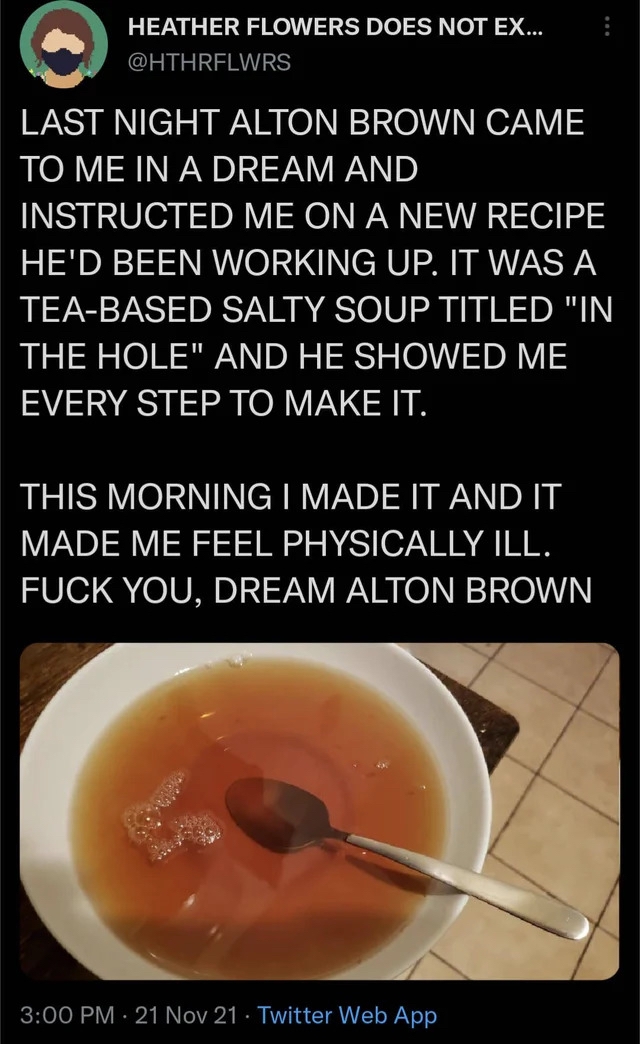 HEATHER FLOWERS DOES NOT EX...
@HTHRFLWRS
LAST NIGHT ALTON BROWN CAME
TO ME IN A DREAM AND
INSTRUCTED ME ON A NEW RECIPE
HE'D BEEN WORKING UP. IT WAS A
TEA-BASED SALTY SOUP TITLED "IN
THE HOLE" AND HE SHOWED ME
EVERY STEP TO MAKE IT.
THIS MORNING I MADE IT AND IT
MADE ME FEEL PHYSICALLY ILL.
FUCK YOU, DREAM ALTON BROWN
3:00 PM · 21 Nov 21 · Twitter Web App